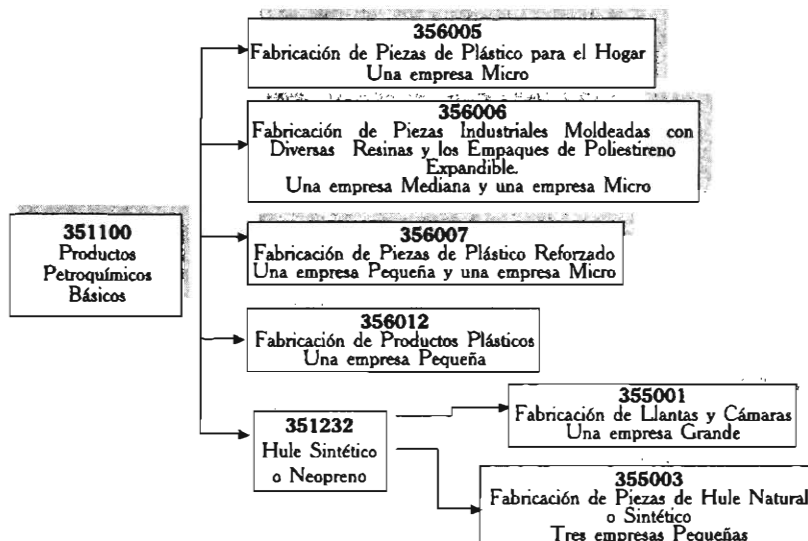 356005
Fabricación de Piezas de Plástico para el Hogar
Una empresa Micro
356006
Fabricación de Piezas Industriales Moldeadas con
Diversas Resinas y los Empaques de Poliestireno
Expandible.
Una empresa Mediana y una empresa Micro
351100
Productos
Petroquímicos
Básicos
356007
Fabricación de Piezas de Plástico Reforzado
Una empresa Pequeña y una empresa Micro
356012
Fabricación de Productos Plásticos
Una empresa Pequeña
351232
Hule Sintético
o Neopreno
355001
Fabricación de Llantas y Cámaras
Una empresa Grande
355003
Fabricación de Piezas de Hule Natural
o Sintético
Tres empresas Pequeñas